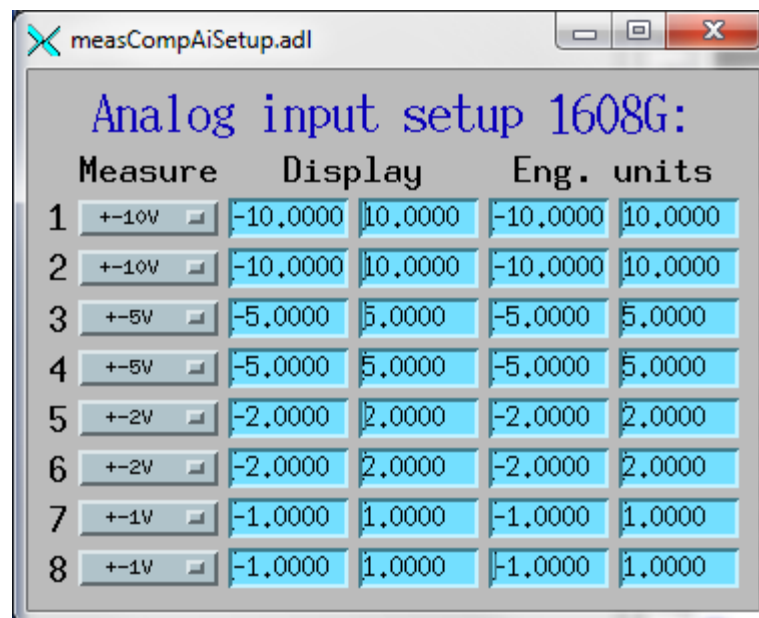 measCompAiSetup.adl
Analog input setup 1608G:
Measure Display Eng. units
1 +-10V -10.0000 10.0000 -10.0000 10.0000
2 +-10V -10.0000 10.0000 -10.0000 10.0000
3 +-5V -5.0000 5.0000 -5.0000 5.0000
4 +-5V -5.0000 5.0000 -5.0000 5.0000
5 +-2V -2.0000 2.0000 -2.0000 2.0000
6 +-2V -2.0000 2.0000 -2.0000 2.0000
7 +-1V -1.0000 1.0000 -1.0000 1.0000
8 +-1V -1.0000 1.0000 -1.0000 1.0000